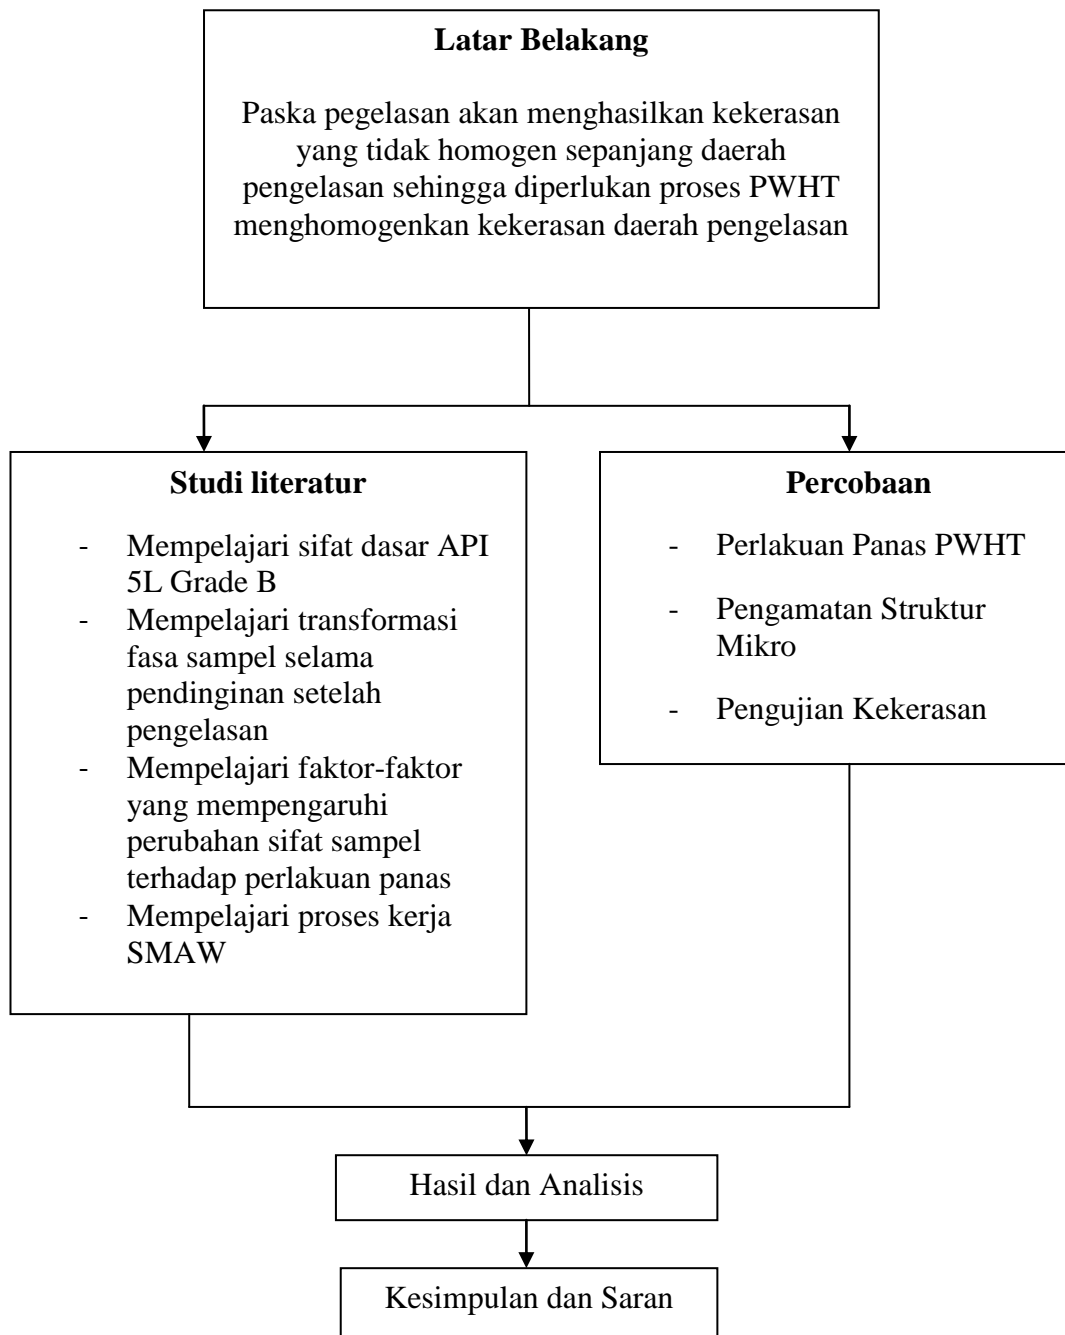 Latar Belakang
Paska pegelasan akan menghasilkan kekerasan
yang tidak homogen sepanjang daerah
pengelasan sehingga diperlukan proses PWHT
menghomogenkan kekerasan daerah pengelasan
Studi literatur
- Mempelajari sifat dasar API
5L Grade B
- Mempelajari transformasi
fasa sampel selama
pendinginan setelah
pengelasan
- Mempelajari faktor-faktor
yang mempengaruhi
perubahan sifat sampel
terhadap perlakuan panas
- Mempelajari proses kerja
SMAW
Percobaan
- Perlakuan Panas PWHT
- Pengamatan Struktur
Mikro
- Pengujian Kekerasan
Hasil dan Analisis
Kesimpulan dan Saran